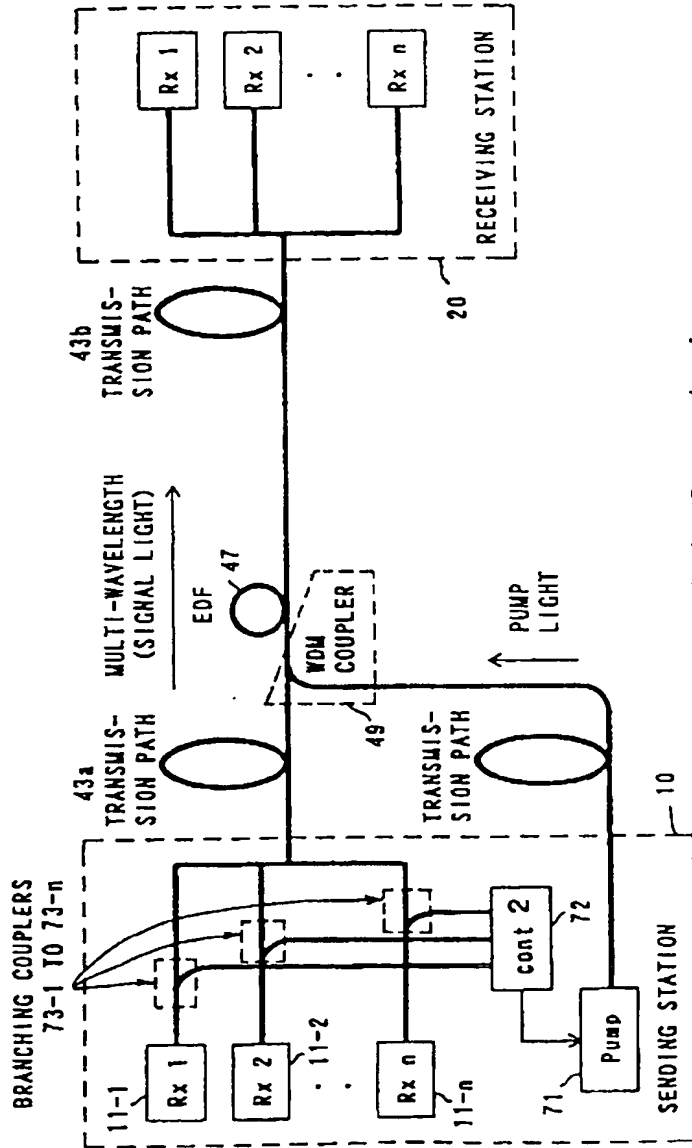 BRANCHING COUPLERS
73-1 TO 73-n
11-1
Rx 1
Rx 2
11-2
. .
Rx n
11-n
cont 2
72
71
Pump
SENDING STATION
10
43a
TRANSMIS-
SION PATH
TRANSMIS-
SION PATH
MULTI-WAVELENGTH
(SIGNAL LIGHT)
EDF
47
WDM
COUPLER
49
PUMP
LIGHT
43b
TRANSMIS-
SION PATH
Rx 1
Rx 2
. .
Rx n
RECEIVING STATION
20